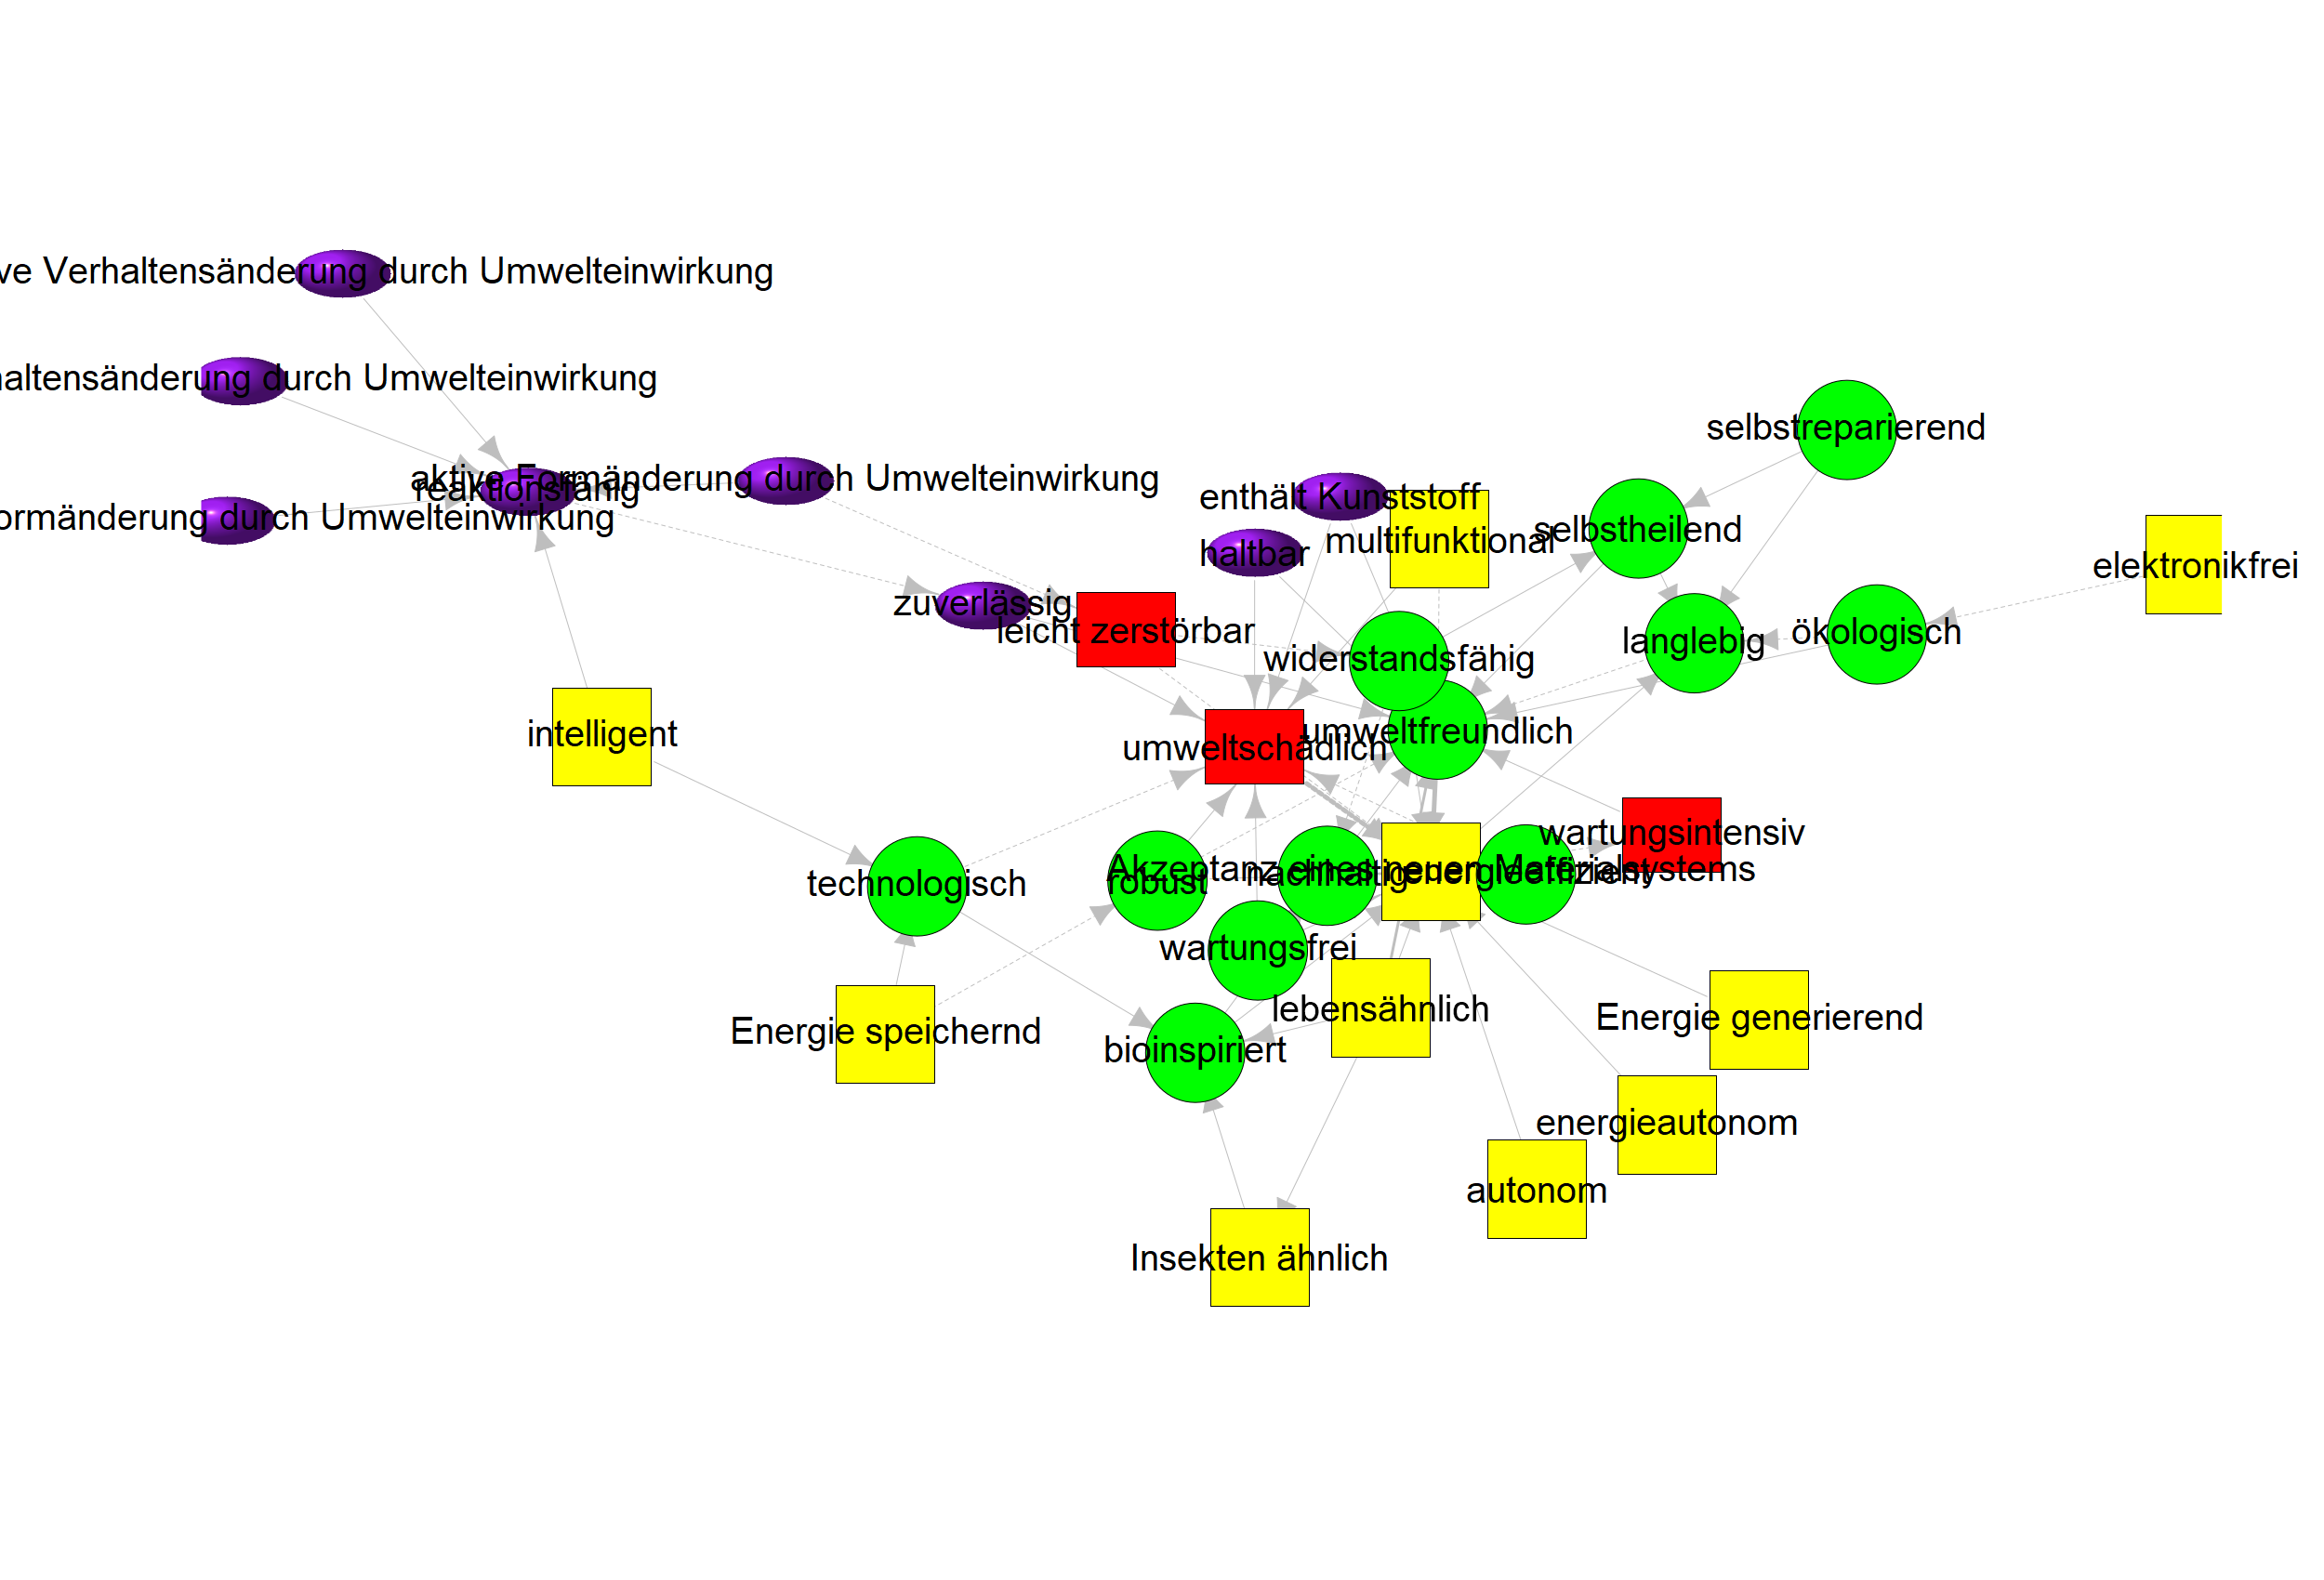 ve Verhaltensänderung durch Umwelteinwirkung
haltensänderung durch Umwelteinwirkung
selbstreparierend
aktive Formänderung durch Umwelteinwirkung
reaktionsfähig
enthält Kunststoff
ormänderung durch Umwelteinwirkung
selbstheilend
multifunktional
haltbar
elektronikfrei
zuverlässig
leicht zerstörbar
ökologisch
langlebig
widerstandsfähig
umweltfreundlich
intelligent
umweltschädlich
wartungsintensiv
Akzeptanz eines neuen Materialsystems
nachhaltig
energieeffizient
technologisch
robust
wartungsfrei
lebensähnlich
Energie generierend
Energie speichernd
bioinspiriert
energieautonom
autonom
Insekten ähnlich